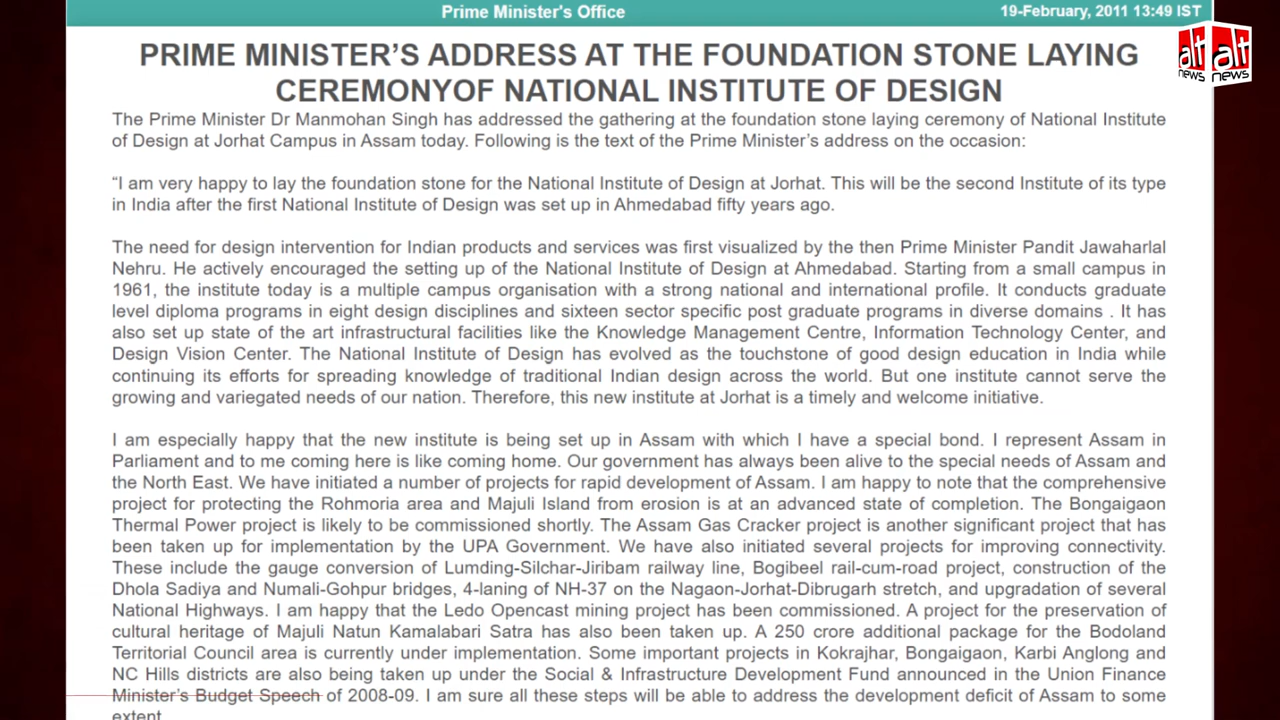 Prime Minister's Office
19-February, 2011 13:49 IST
alt alt
news news
PRIME MINISTER’S ADDRESS AT THE FOUNDATION STONE LAYING
CEREMONYOF NATIONAL INSTITUTE OF DESIGN
The Prime Minister Dr Manmohan Singh has addressed the gathering at the foundation stone laying ceremony of National Institute
of Design at Jorhat Campus in Assam today. Following is the text of the Prime Minister’s address on the occasion:
“I am very happy to lay the foundation stone for the National Institute of Design at Jorhat. This will be the second Institute of its type
in India after the first National Institute of Design was set up in Ahmedabad fifty years ago.
The need for design intervention for Indian products and services was first visualized by the then Prime Minister Pandit Jawaharlal
Nehru. He actively encouraged the setting up of the National Institute of Design at Ahmedabad. Starting from a small campus in
1961, the institute today is a multiple campus organisation with a strong national and international profile. It conducts graduate
level diploma programs in eight design disciplines and sixteen sector specific post graduate programs in diverse domains . It has
also set up state of the art infrastructural facilities like the Knowledge Management Centre, Information Technology Center, and
Design Vision Center. The National Institute of Design has evolved as the touchstone of good design education in India while
continuing its efforts for spreading knowledge of traditional Indian design across the world. But one institute cannot serve the
growing and variegated needs of our nation. Therefore, this new institute at Jorhat is a timely and welcome initiative.
I am especially happy that the new institute is being set up in Assam with which I have a special bond. I represent Assam in
Parliament and to me coming here is like coming home. Our government has always been alive to the special needs of Assam and
the North East. We have initiated a number of projects for rapid development of Assam. I am happy to note that the comprehensive
project for protecting the Rohmoria area and Majuli Island from erosion is at an advanced state of completion. The Bongaigaon
Thermal Power project is likely to be commissioned shortly. The Assam Gas Cracker project is another significant project that has
been taken up for implementation by the UPA Government. We have also initiated several projects for improving connectivity.
These include the gauge conversion of Lumding-Silchar-Jiribam railway line, Bogibeel rail-cum-road project, construction of the
Dhola Sadiya and Numali-Gohpur bridges, 4-laning of NH-37 on the Nagaon-Jorhat-Dibrugarh stretch, and upgradation of several
National Highways. I am happy that the Ledo Opencast mining project has been commissioned. A project for the preservation of
cultural heritage of Majuli Natun Kamalabari Satra has also been taken up. A 250 crore additional package for the Bodoland
Territorial Council area is currently under implementation. Some important projects in Kokrajhar, Bongaigaon, Karbi Anglong and
NC Hills districts are also being taken up under the Social & Infrastructure Development Fund announced in the Union Finance
Minister’s Budget Speech of 2008-09. I am sure all these steps will be able to address the development deficit of Assam to some
extent